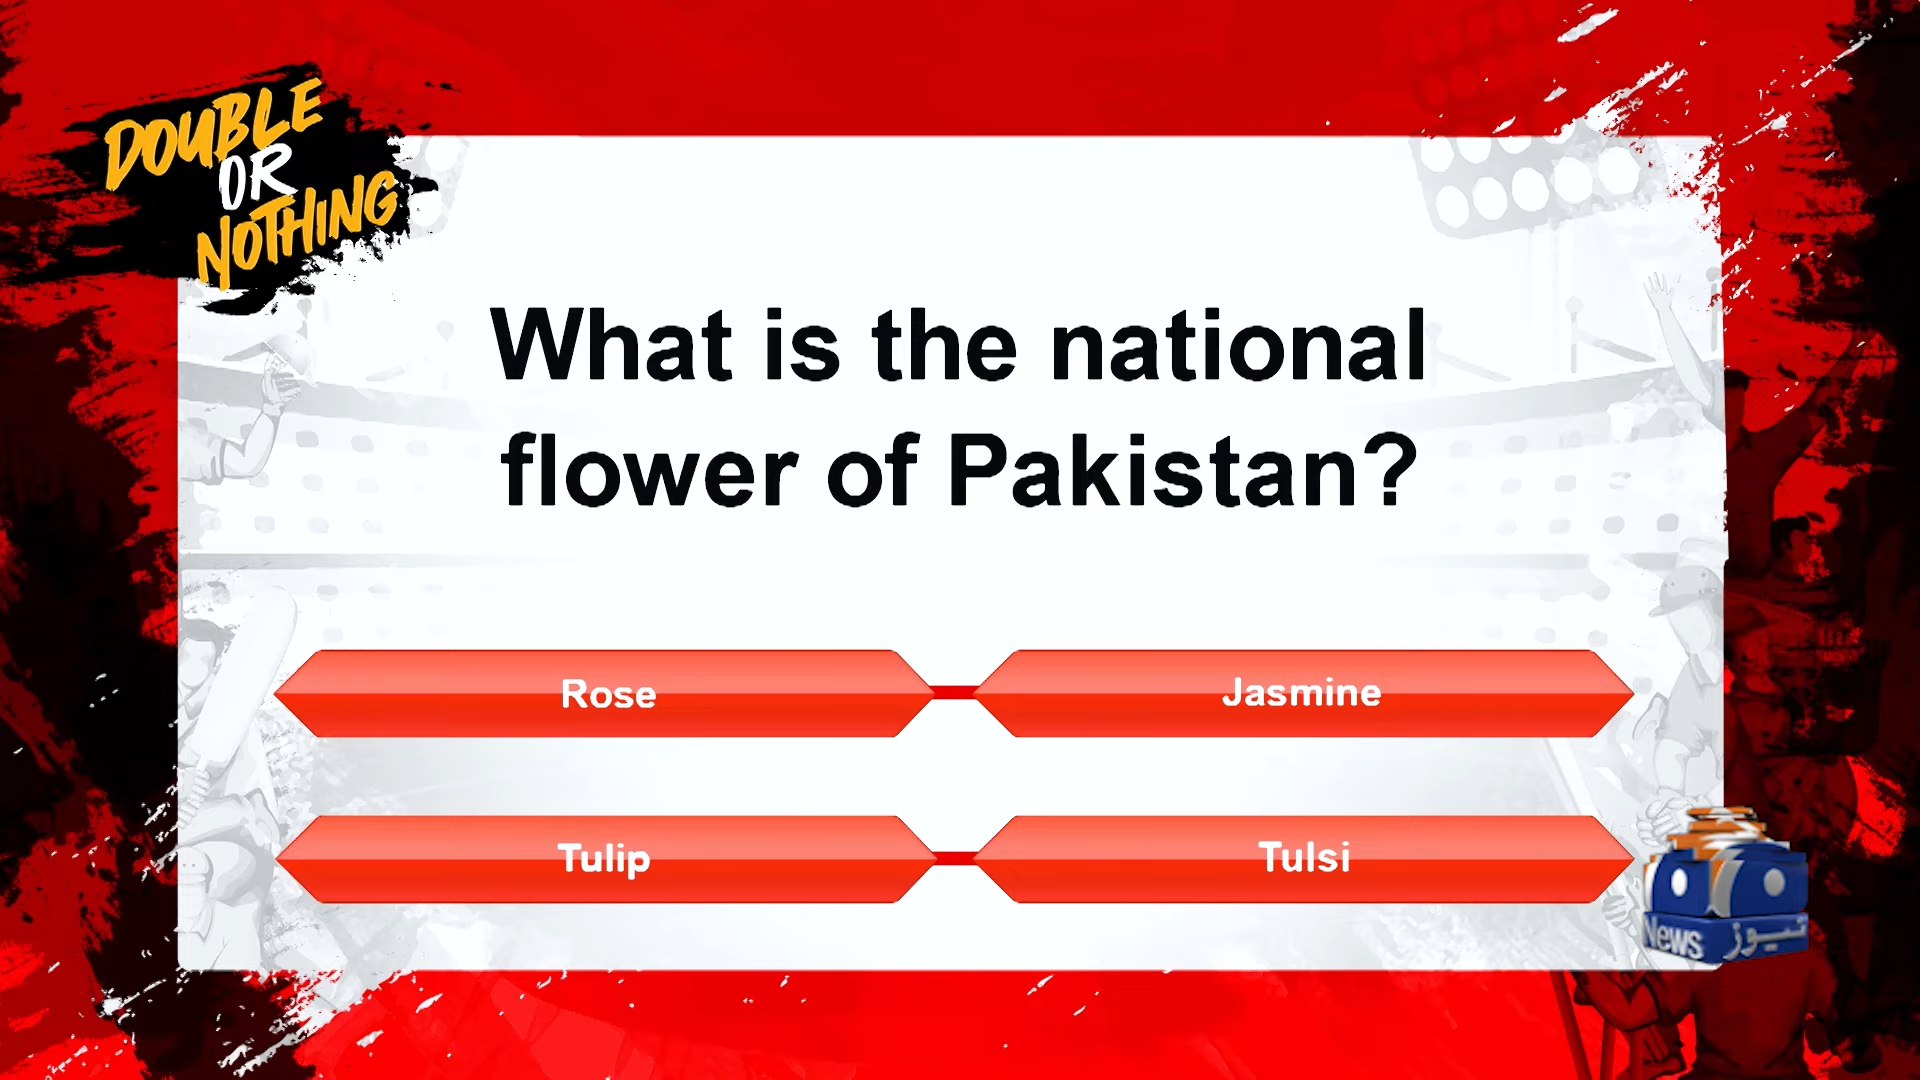 DOUBLE
OR
NOTHING
What is the national
flower of Pakistan?
Rose
Jasmine
Tulip
Tulsi
News نیوز